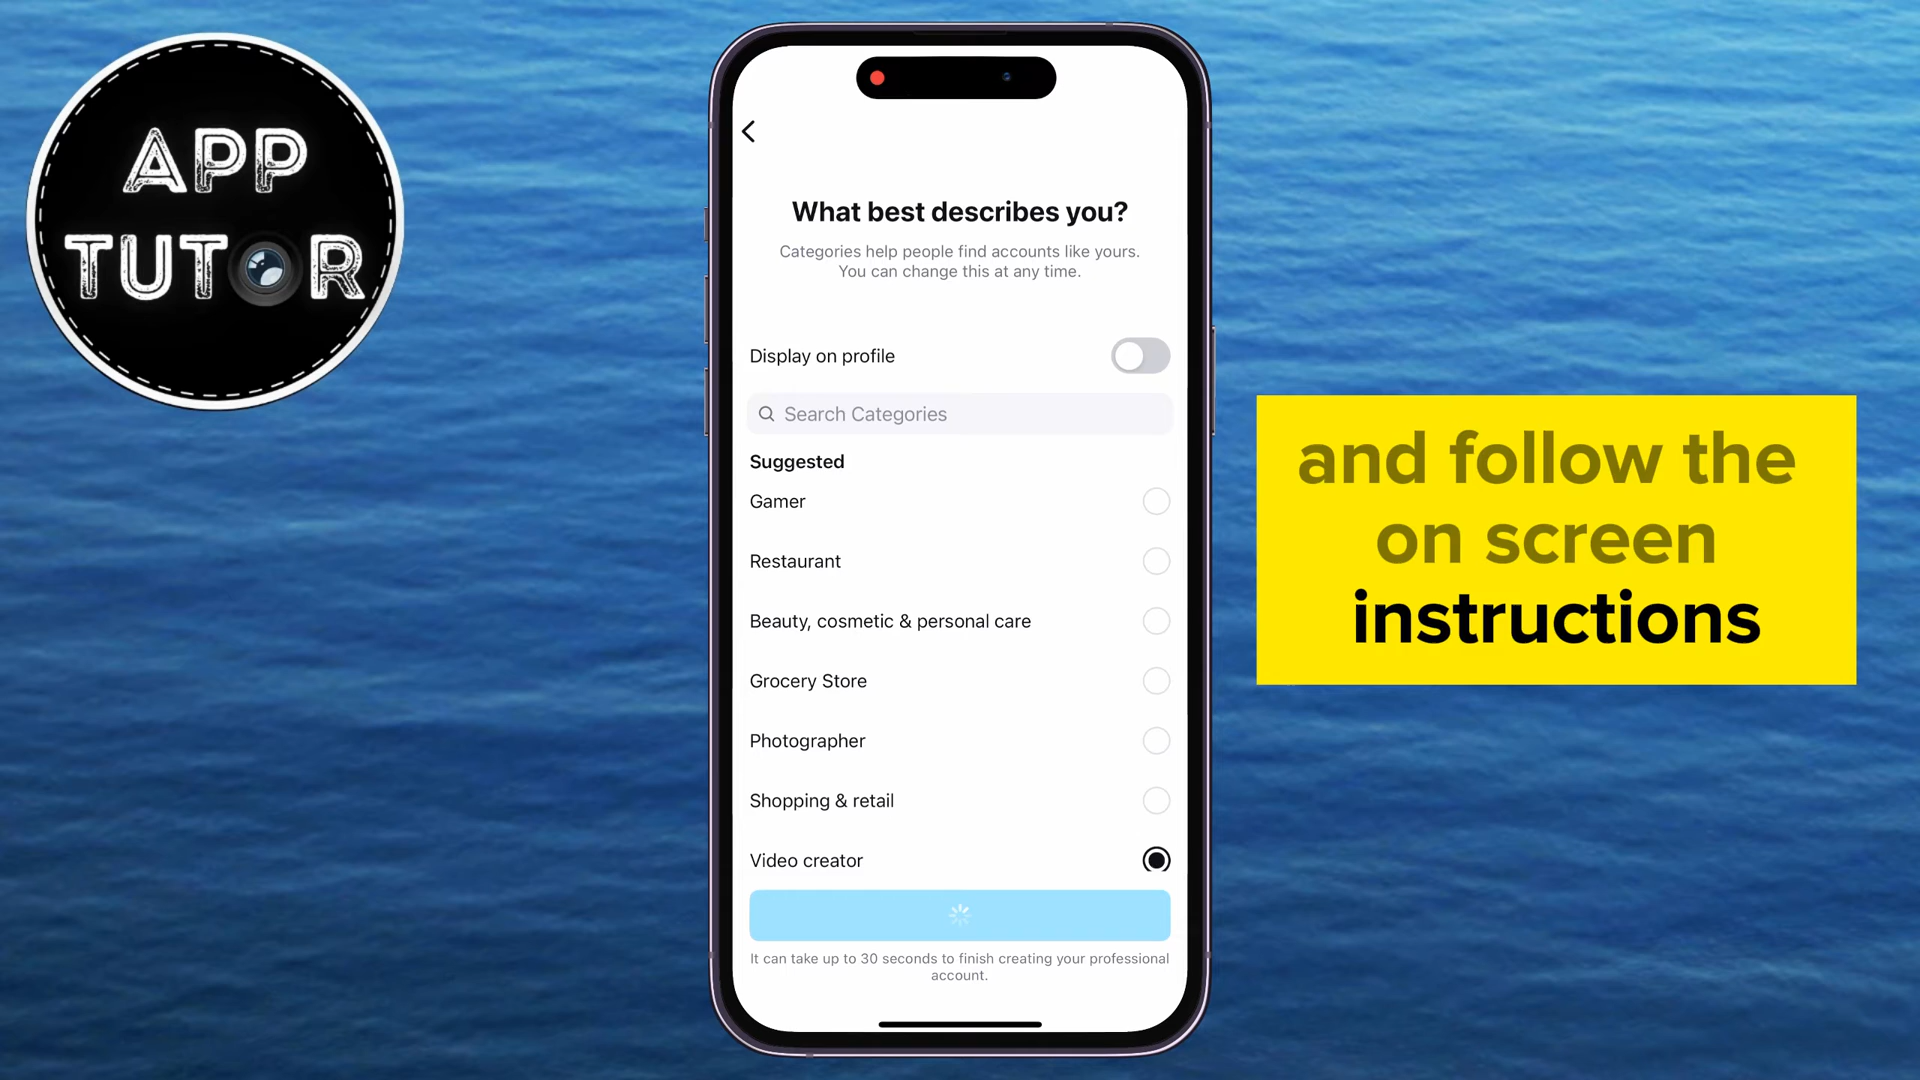 APP
TUTOR
What best describes you?
Categories help people find accounts like yours.
You can change this at any time.
Display on profile
Search Categories
Suggested
Gamer
Restaurant
Beauty, cosmetic & personal care
Grocery Store
Photographer
Shopping & retail
Video creator
It can take up to 30 seconds to finish creating your professional
account.
and follow the
on screen
instructions